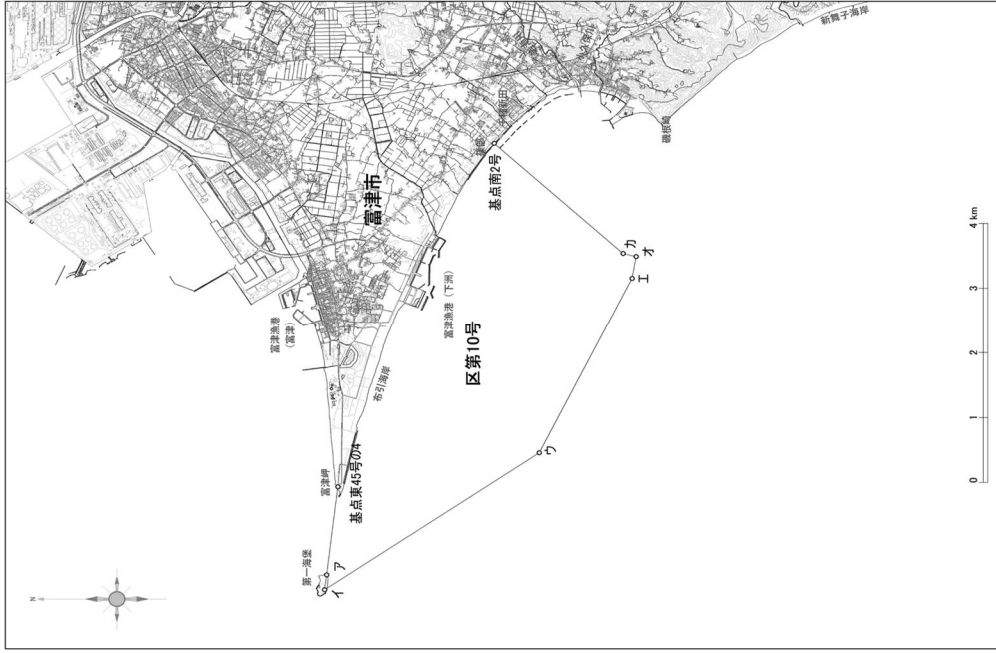 新舞子海岸
磯根崎
富津市
基点南2号
富津漁港
(富津)
富津漁港(下洲)
区第10号
布引海岸
富津岬
基点東45号の4
第一海堡
ア
イ
ウ
エ
オ
カ
N
0
1
2
3
4 km